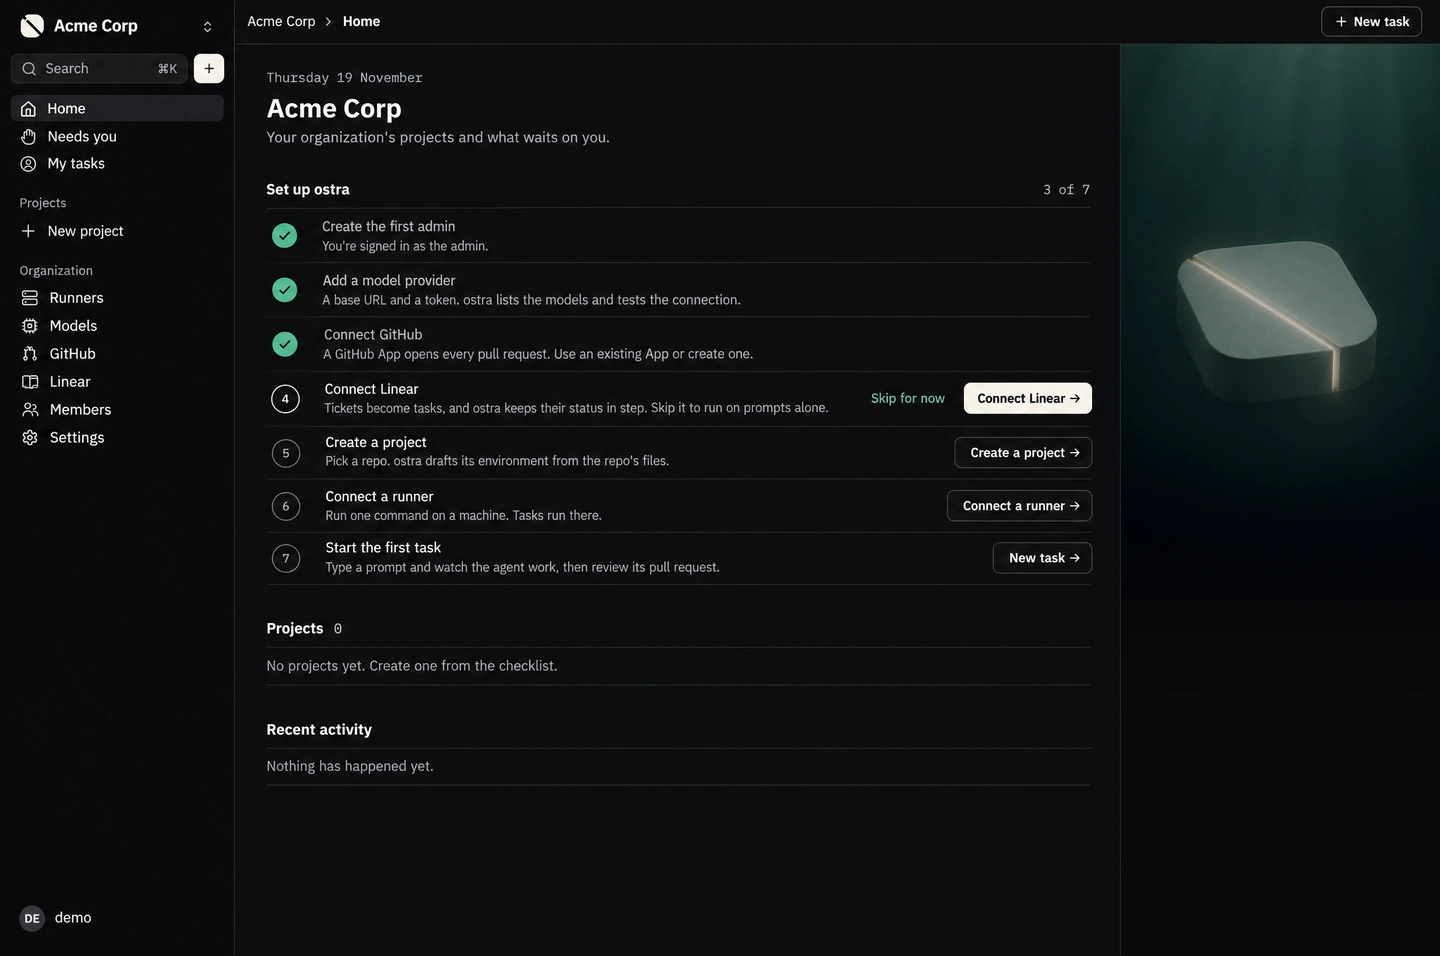 Acme Corp
Search ⌘K +
Home
Needs you
My tasks
Projects
+ New project
Organization
Runners
Models
GitHub
Linear
Members
Settings
DE demo
Acme Corp > Home
+ New task
Thursday 19 November
Acme Corp
Your organization's projects and what waits on you.
Set up ostra 3 of 7
Create the first admin
You're signed in as the admin.
Add a model provider
A base URL and a token. ostra lists the models and tests the connection.
Connect GitHub
A GitHub App opens every pull request. Use an existing App or create one.
4 Connect Linear
Tickets become tasks, and ostra keeps their status in step. Skip it to run on prompts alone.
Skip for now Connect Linear →
5 Create a project
Pick a repo. ostra drafts its environment from the repo's files.
Create a project →
6 Connect a runner
Run one command on a machine. Tasks run there.
Connect a runner →
7 Start the first task
Type a prompt and watch the agent work, then review its pull request.
New task →
Projects 0
No projects yet. Create one from the checklist.
Recent activity
Nothing has happened yet.